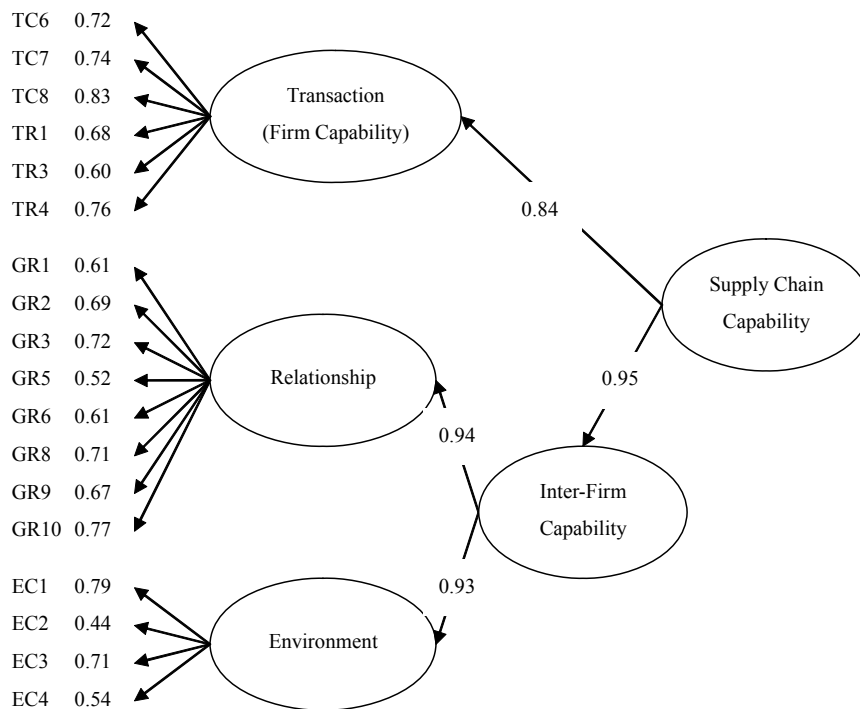 TC6 0.72
TC7 0.74
TC8 0.83
TR1 0.68
TR3 0.60
TR4 0.76
Transaction
(Firm Capability)
0.84
GR1 0.61
GR2 0.69
GR3 0.72
GR5 0.52
GR6 0.61
GR8 0.71
GR9 0.67
GR10 0.77
Relationship
Supply Chain
Capability
0.95
0.94
Inter-Firm
Capability
0.93
EC1 0.79
EC2 0.44
EC3 0.71
EC4 0.54
Environment